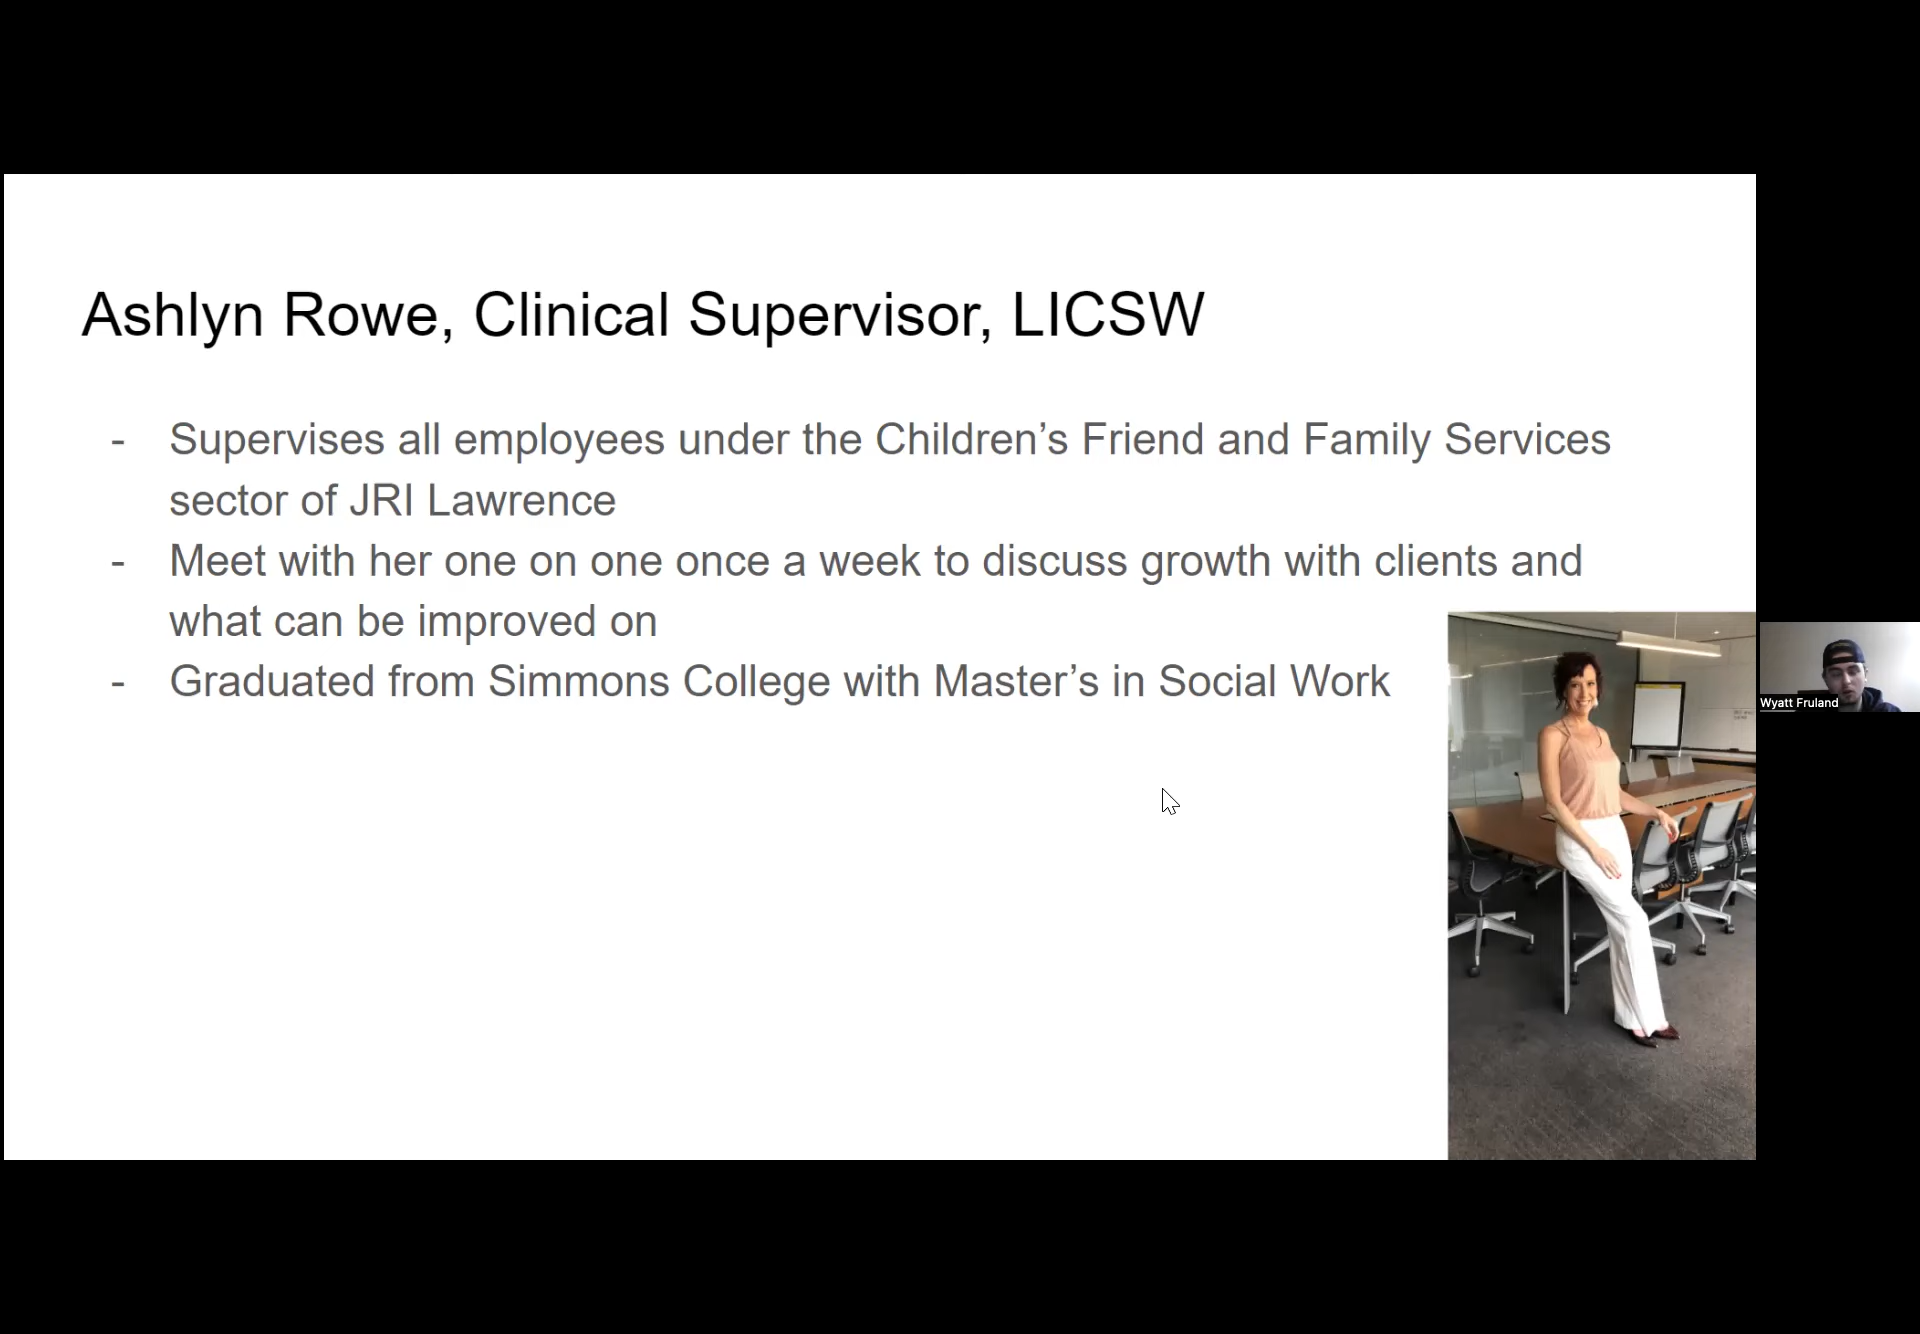 Ashlyn Rowe, Clinical Supervisor, LICSW
- Supervises all employees under the Children’s Friend and Family Services
sector of JRI Lawrence
- Meet with her one on one once a week to discuss growth with clients and
what can be improved on
- Graduated from Simmons College with Master’s in Social Work
Wyatt Fruland